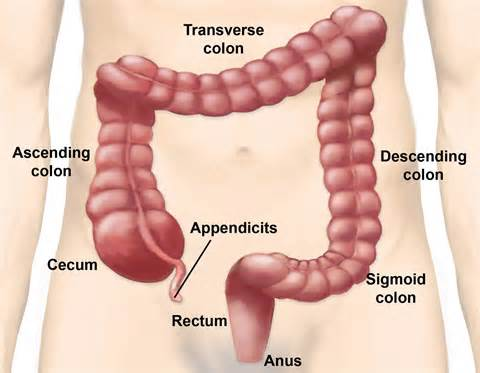 Transverse
colon
Ascending
colon
Descending
colon
Appendicits
Cecum
Sigmoid
colon
Rectum
Anus